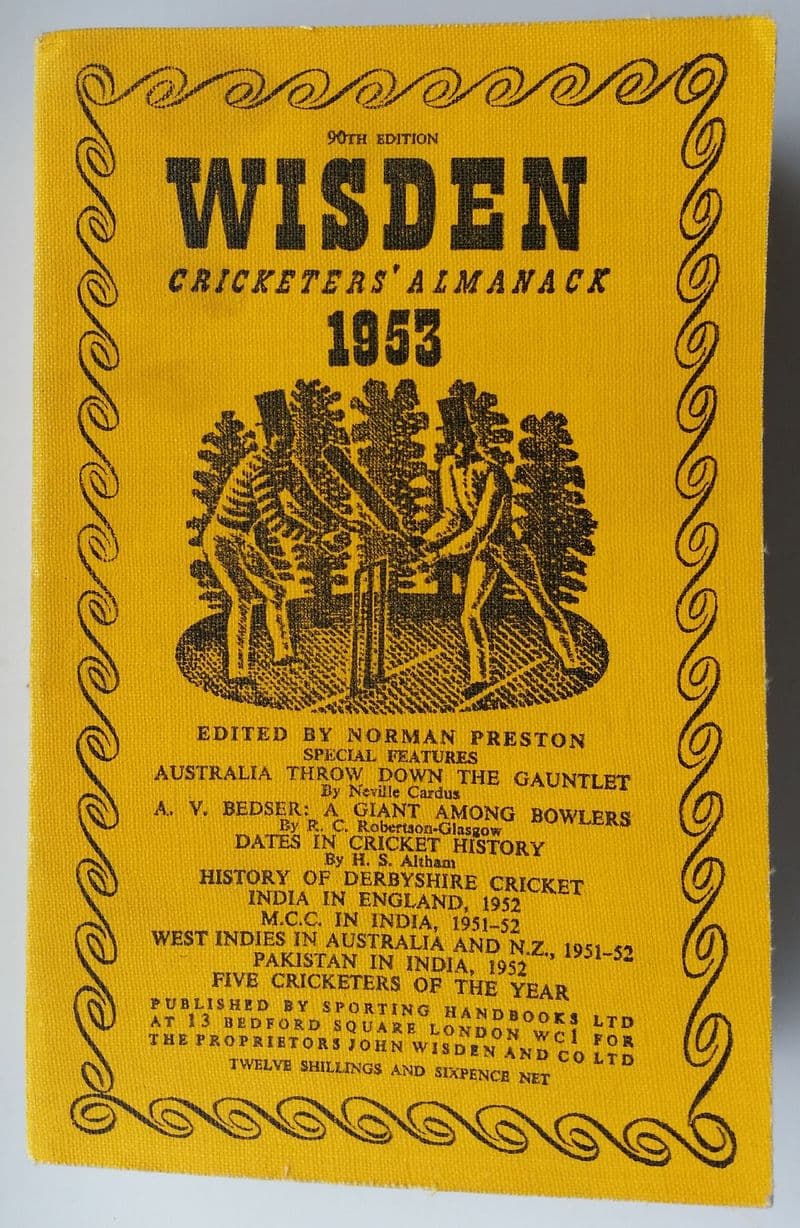 90TH EDITION
WISDEN
CRICKETERS' ALMANACK
1953
EDITED BY NORMAN PRESTON
SPECIAL FEATURES
AUSTRALIA THROW DOWN THE GAUNTLET
By Neville Cardus
A. V. BEDSER: A GIANT AMONG BOWLERS
By R. C. Robertson-Glasgow
DATES IN CRICKET HISTORY
By H. S. Altham
HISTORY OF DERBYSHIRE CRICKET
INDIA IN ENGLAND, 1952
M.C.C. IN INDIA, 1951-52
WEST INDIES IN AUSTRALIA AND N.Z., 1951-52
PAKISTAN IN INDIA, 1952
FIVE CRICKETERS OF THE YEAR
PUBLISHED BY SPORTING HANDBOOKS LTD
AT 13 BEDFORD SQUARE LONDON WC1 FOR
THE PROPRIETORS JOHN WISDEN AND CO LTD
TWELVE SHILLINGS AND SIXPENCE NET